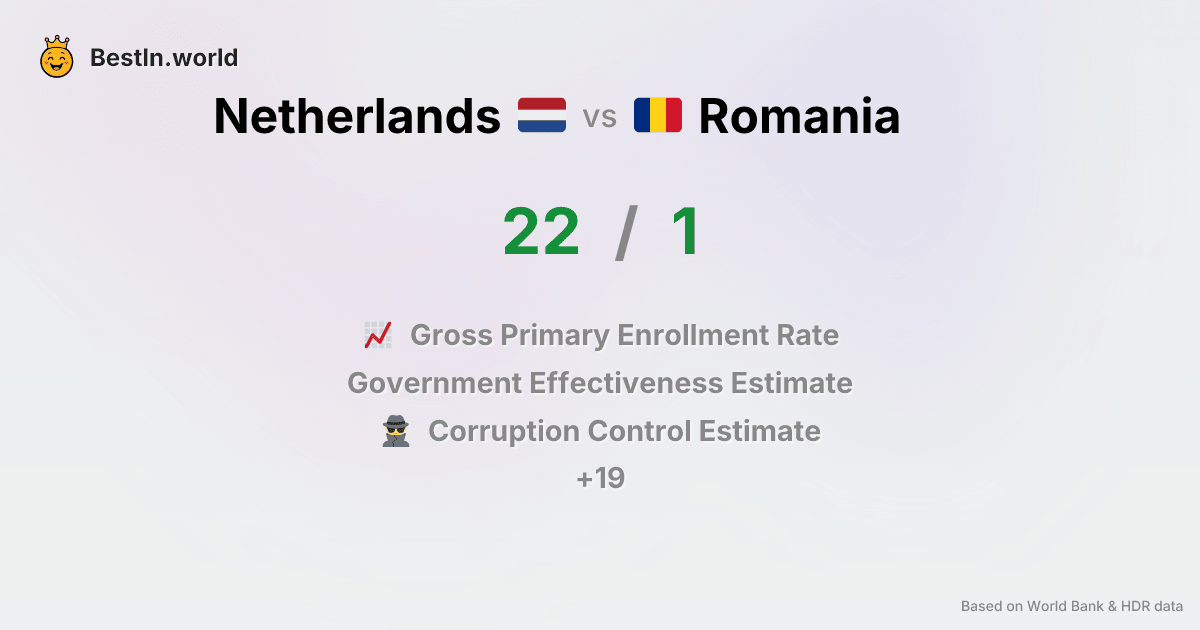 BestIn.world
Netherlands vs Romania
22 / 1
Gross Primary Enrollment Rate
Government Effectiveness Estimate
Corruption Control Estimate
+19
Based on World Bank & HDR data